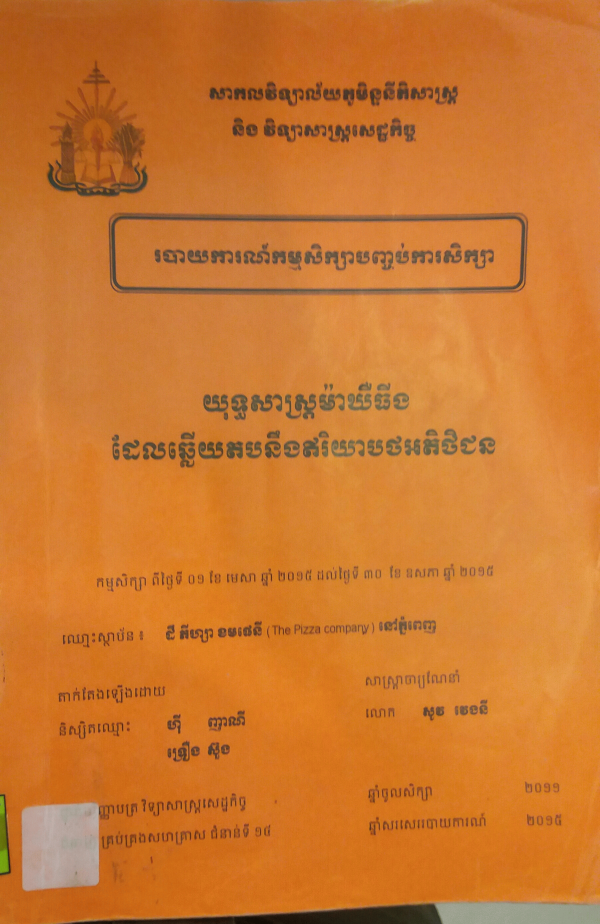 សាកលវិទ្យាល័យភូមិន្ទនីតិសាស្ត្រ
និង វិទ្យាសាស្ត្រសេដ្ឋកិច្ច
របាយការណ៍កម្មសិក្សាបញ្ចប់ការសិក្សា
យុទ្ធសាស្ត្រម៉ាឃីធីង
ដែលឆ្លើយតបនឹងឥរិយាបថអតិថិជន
កម្មសិក្សា ពីថ្ងៃទី ០១ ខែ មេសា ឆ្នាំ ២០១៥ ដល់ថ្ងៃទី ៣០ ខែ ឧសភា ឆ្នាំ ២០១៥
ឈ្មោះស្ថាប័ន ៖ ដឹ ភីហ្សា ខមផេនី ( The Pizza company ) នៅភ្នំពេញ
តាក់តែងឡើងដោយ
និស្សិតឈ្មោះ ហ៊ី ញាណី
ទ្រឿង ស៊ួង
សាស្ត្រាចារ្យណែនាំ
លោក សូវ វេងនី
វិទ្យាសាស្ត្រសេដ្ឋកិច្ច
គ្រប់គ្រងសហគ្រាស ជំនាន់ទី ១៤
ឆ្នាំចូលសិក្សា ២០១១
ឆ្នាំសរសេររបាយការណ៍ ២០១៥